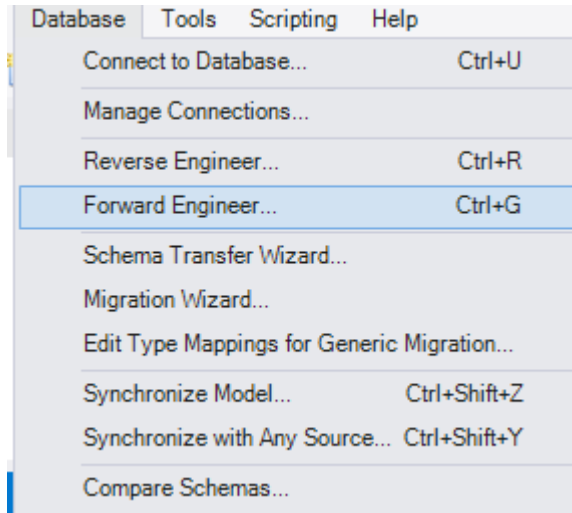 Database Tools Scripting Help
Connect to Database... Ctrl+U
Manage Connections...
Reverse Engineer... Ctrl+R
Forward Engineer... Ctrl+G
Schema Transfer Wizard...
Migration Wizard...
Edit Type Mappings for Generic Migration...
Synchronize Model... Ctrl+Shift+Z
Synchronize with Any Source... Ctrl+Shift+Y
Compare Schemas...